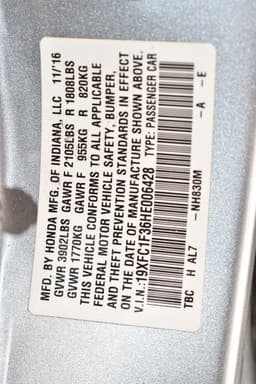 MFD. BY HONDA MFG. OF INDIANA, LLC 11/16
GVWR 3902LBS GAWR F 2105LBS R 1808LBS
GVWR 1770KG GAWR F 955KG R 820KG
THIS VEHICLE CONFORMS TO ALL APPLICABLE
FEDERAL MOTOR VEHICLE SAFETY, BUMPER,
AND THEFT PREVENTION STANDARDS IN EFFECT
ON THE DATE OF MANUFACTURE SHOWN ABOVE.
V.I.N.:19XFC1F36HE006428 TYPE: PASSENGER CAR
TBC H AL7 -NH830M -A -E